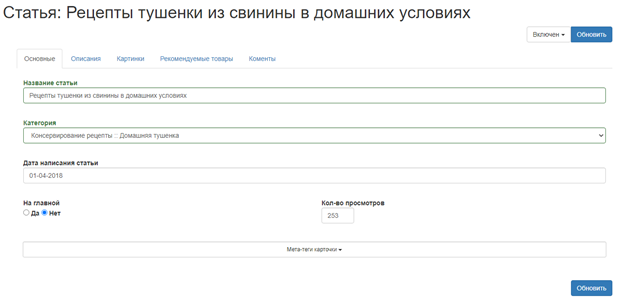 Статья: Рецепты тушенки из свинины в домашних условиях
Включен Обновить
Основные Описания Картинки Рекомендуемые товары Коменты
Название статьи
Рецепты тушенки из свинины в домашних условиях
Категория
Консервирование рецепты :: Домашняя тушенка
Дата написания статьи
01-04-2018
На главной Кол-во просмотров
Да Нет 253
Мета-теги карточки
Обновить